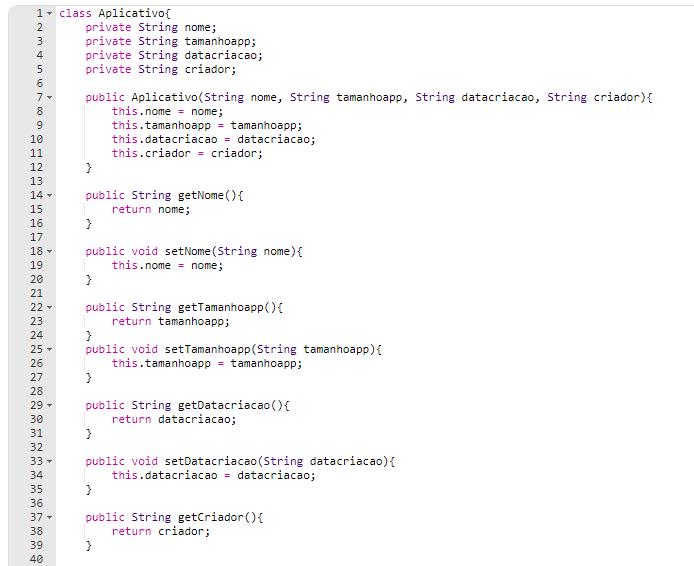 1 class Aplicativo{
2 private String nome;
3 private String tamanhoapp;
4 private String datacriacao;
5 private String criador;
6
7 public Aplicativo(String nome, String tamanhoapp, String datacriacao, String criador){
8 this.nome = nome;
9 this.tamanhoapp = tamanhoapp;
10 this.datacriacao = datacriacao;
11 this.criador = criador;
12 }
13
14 public String getNome(){
15 return nome;
16 }
17
18 public void setNome(String nome){
19 this.nome = nome;
20 }
21
22 public String getTamanhoapp(){
23 return tamanhoapp;
24 }
25 public void setTamanhoapp(String tamanhoapp){
26 this.tamanhoapp = tamanhoapp;
27 }
28
29 public String getDatacriacao(){
30 return datacriacao;
31 }
32
33 public void setDatacriacao(String datacriacao){
34 this.datacriacao = datacriacao;
35 }
36
37 public String getCriador(){
38 return criador;
39 }
40